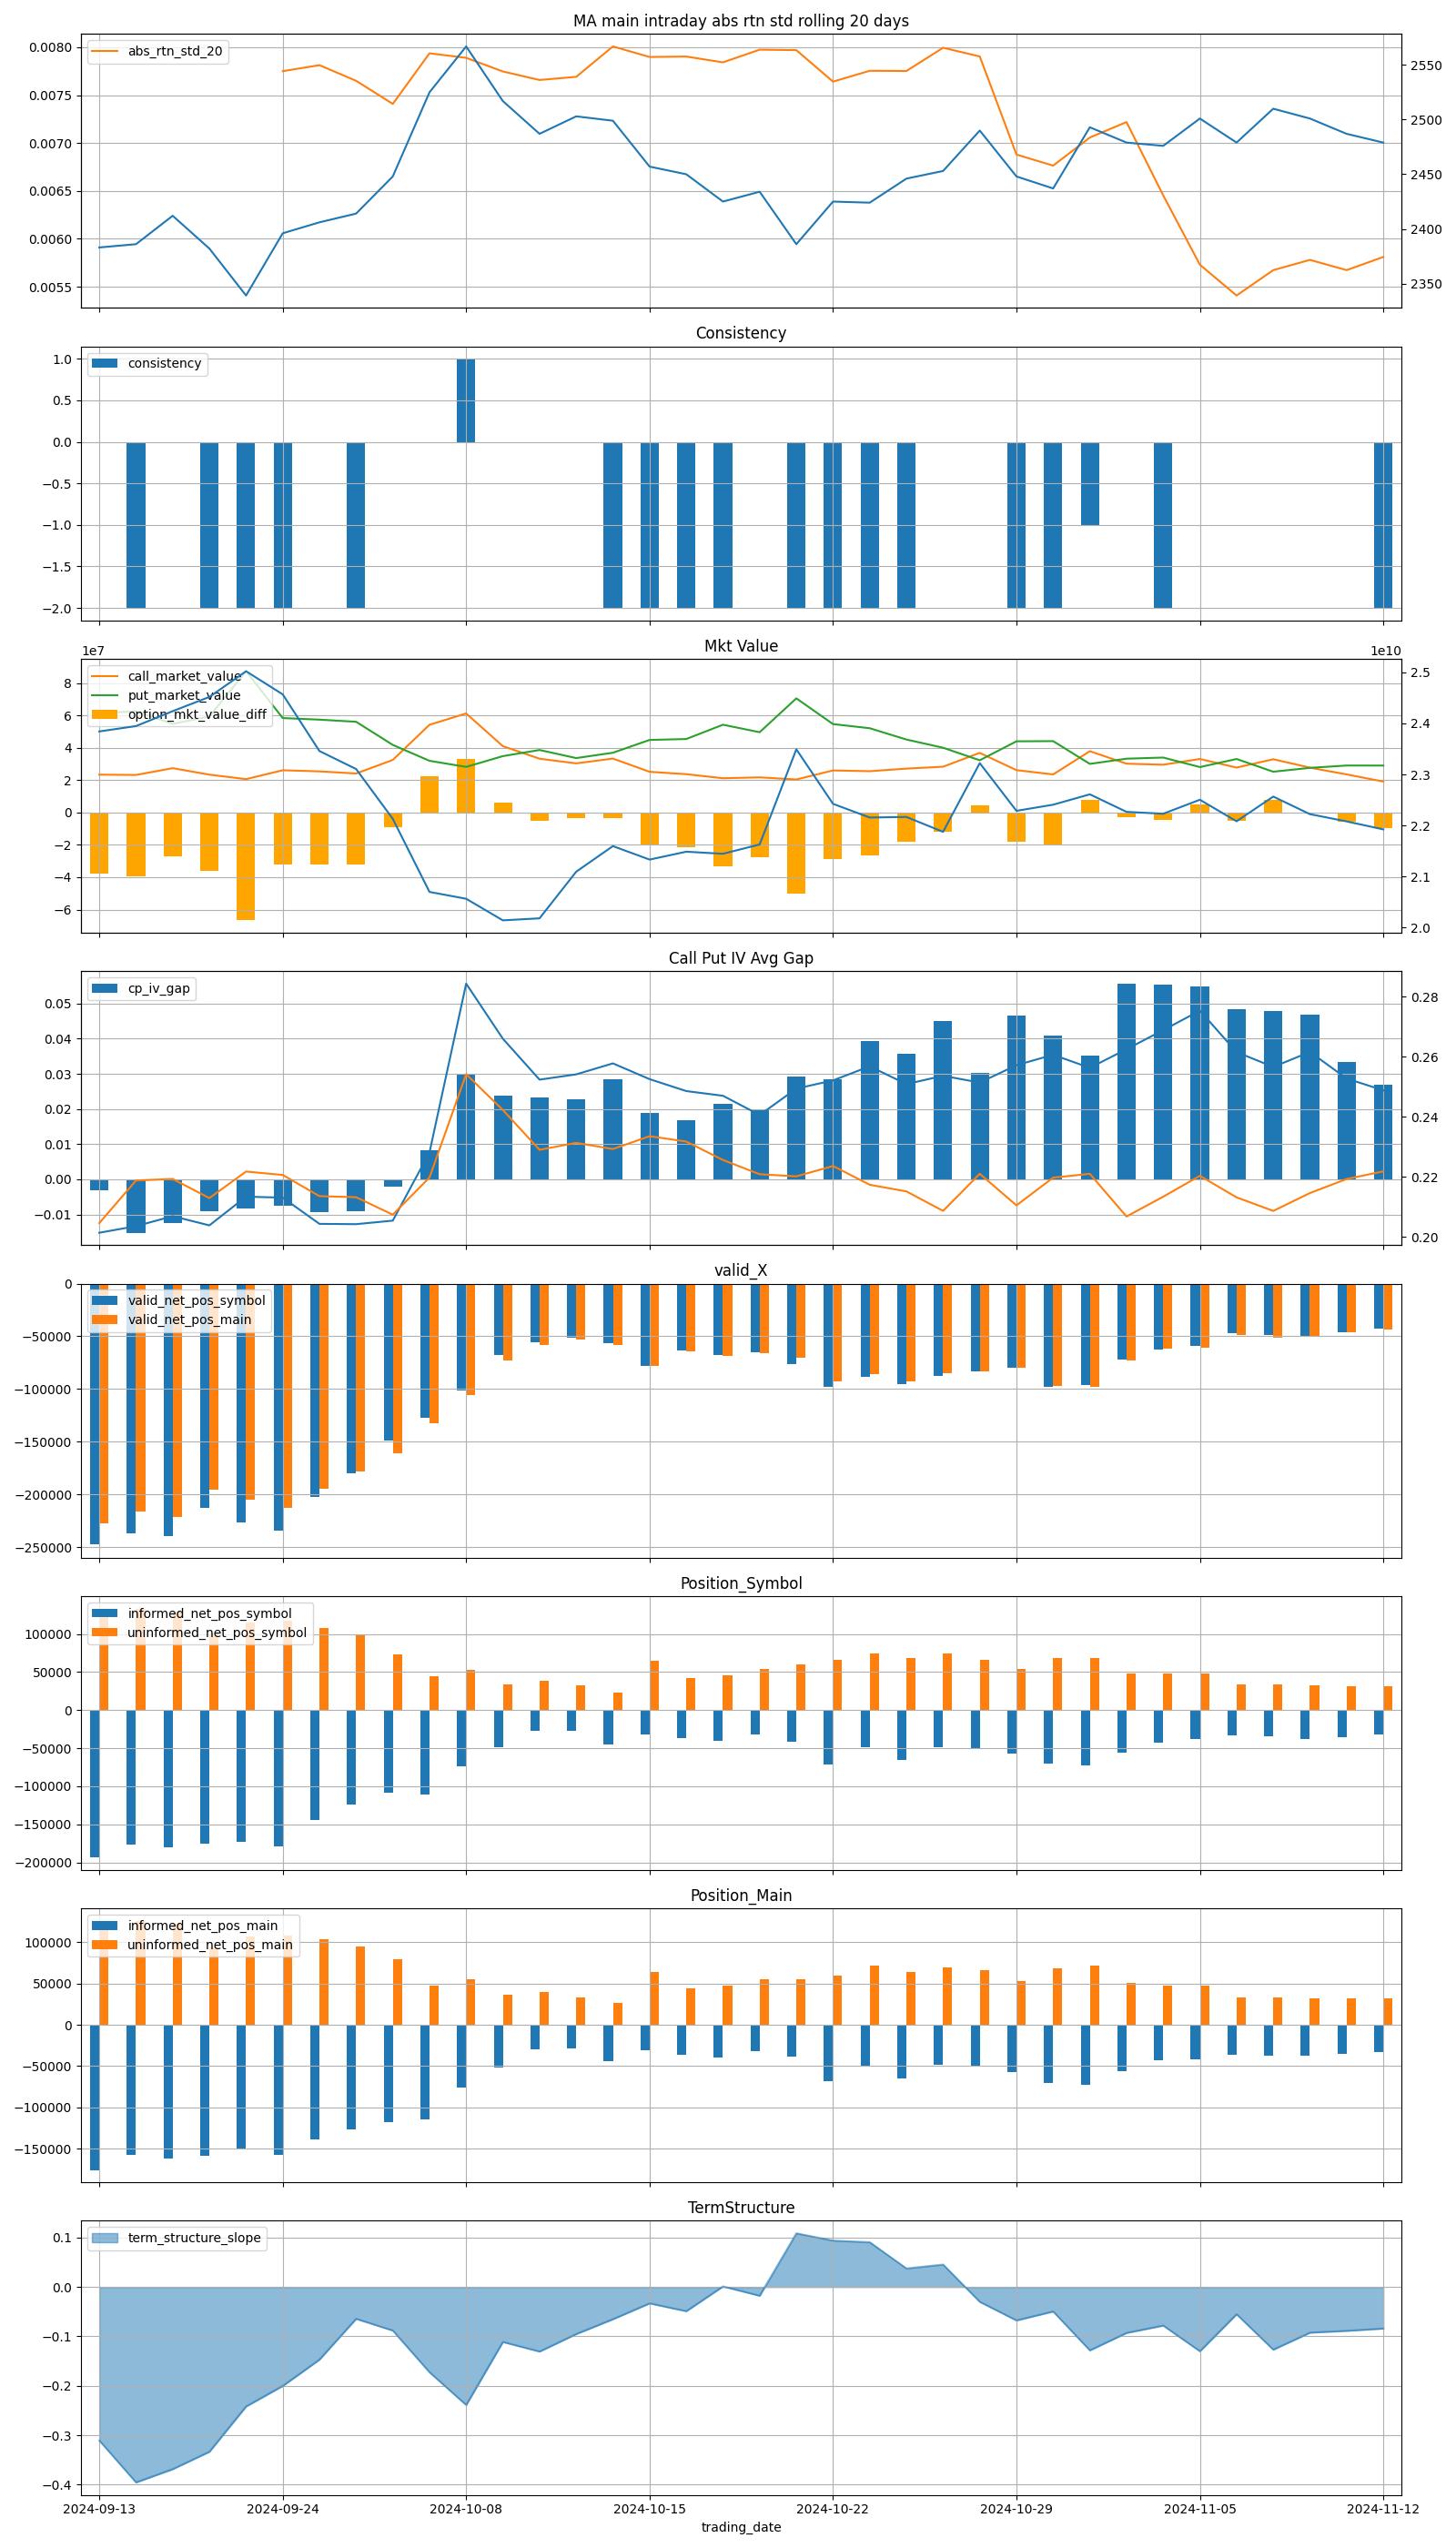 MA main intraday abs rtn std rolling 20 days
abs_rtn_std_20
0.0080
0.0075
0.0070
0.0065
0.0060
0.0055
2550
2500
2450
2400
2350
Consistency
consistency
1.0
0.5
0.0
−0.5
−1.0
−1.5
−2.0
Mkt Value
1e7
1e10
call_market_value
put_market_value
option_mkt_value_diff
8
6
4
2
0
−2
−4
−6
2.5
2.4
2.3
2.2
2.1
2.0
Call Put IV Avg Gap
cp_iv_gap
0.05
0.04
0.03
0.02
0.01
0.00
−0.01
0.28
0.26
0.24
0.22
0.20
valid_X
valid_net_pos_symbol
valid_net_pos_main
0
−50000
−100000
−150000
−200000
−250000
Position_Symbol
informed_net_pos_symbol
uninformed_net_pos_symbol
100000
50000
0
−50000
−100000
−150000
−200000
Position_Main
informed_net_pos_main
uninformed_net_pos_main
100000
50000
0
−50000
−100000
−150000
TermStructure
term_structure_slope
0.1
0.0
−0.1
−0.2
−0.3
−0.4
2024-09-13 2024-09-24 2024-10-08 2024-10-15 2024-10-22 2024-10-29 2024-11-05 2024-11-12
trading_date